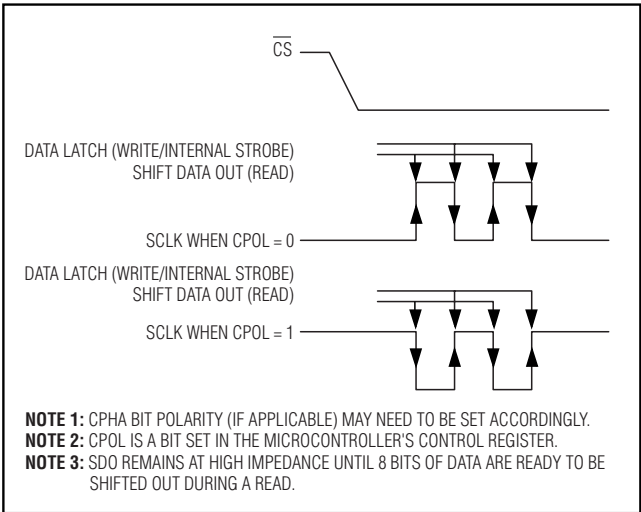 CS
DATA LATCH (WRITE/INTERNAL STROBE)
SHIFT DATA OUT (READ)
SCLK WHEN CPOL = 0
DATA LATCH (WRITE/INTERNAL STROBE)
SHIFT DATA OUT (READ)
SCLK WHEN CPOL = 1
NOTE 1: CPHA BIT POLARITY (IF APPLICABLE) MAY NEED TO BE SET ACCORDINGLY.
NOTE 2: CPOL IS A BIT SET IN THE MICROCONTROLLER'S CONTROL REGISTER.
NOTE 3: SDO REMAINS AT HIGH IMPEDANCE UNTIL 8 BITS OF DATA ARE READY TO BE
SHIFTED OUT DURING A READ.